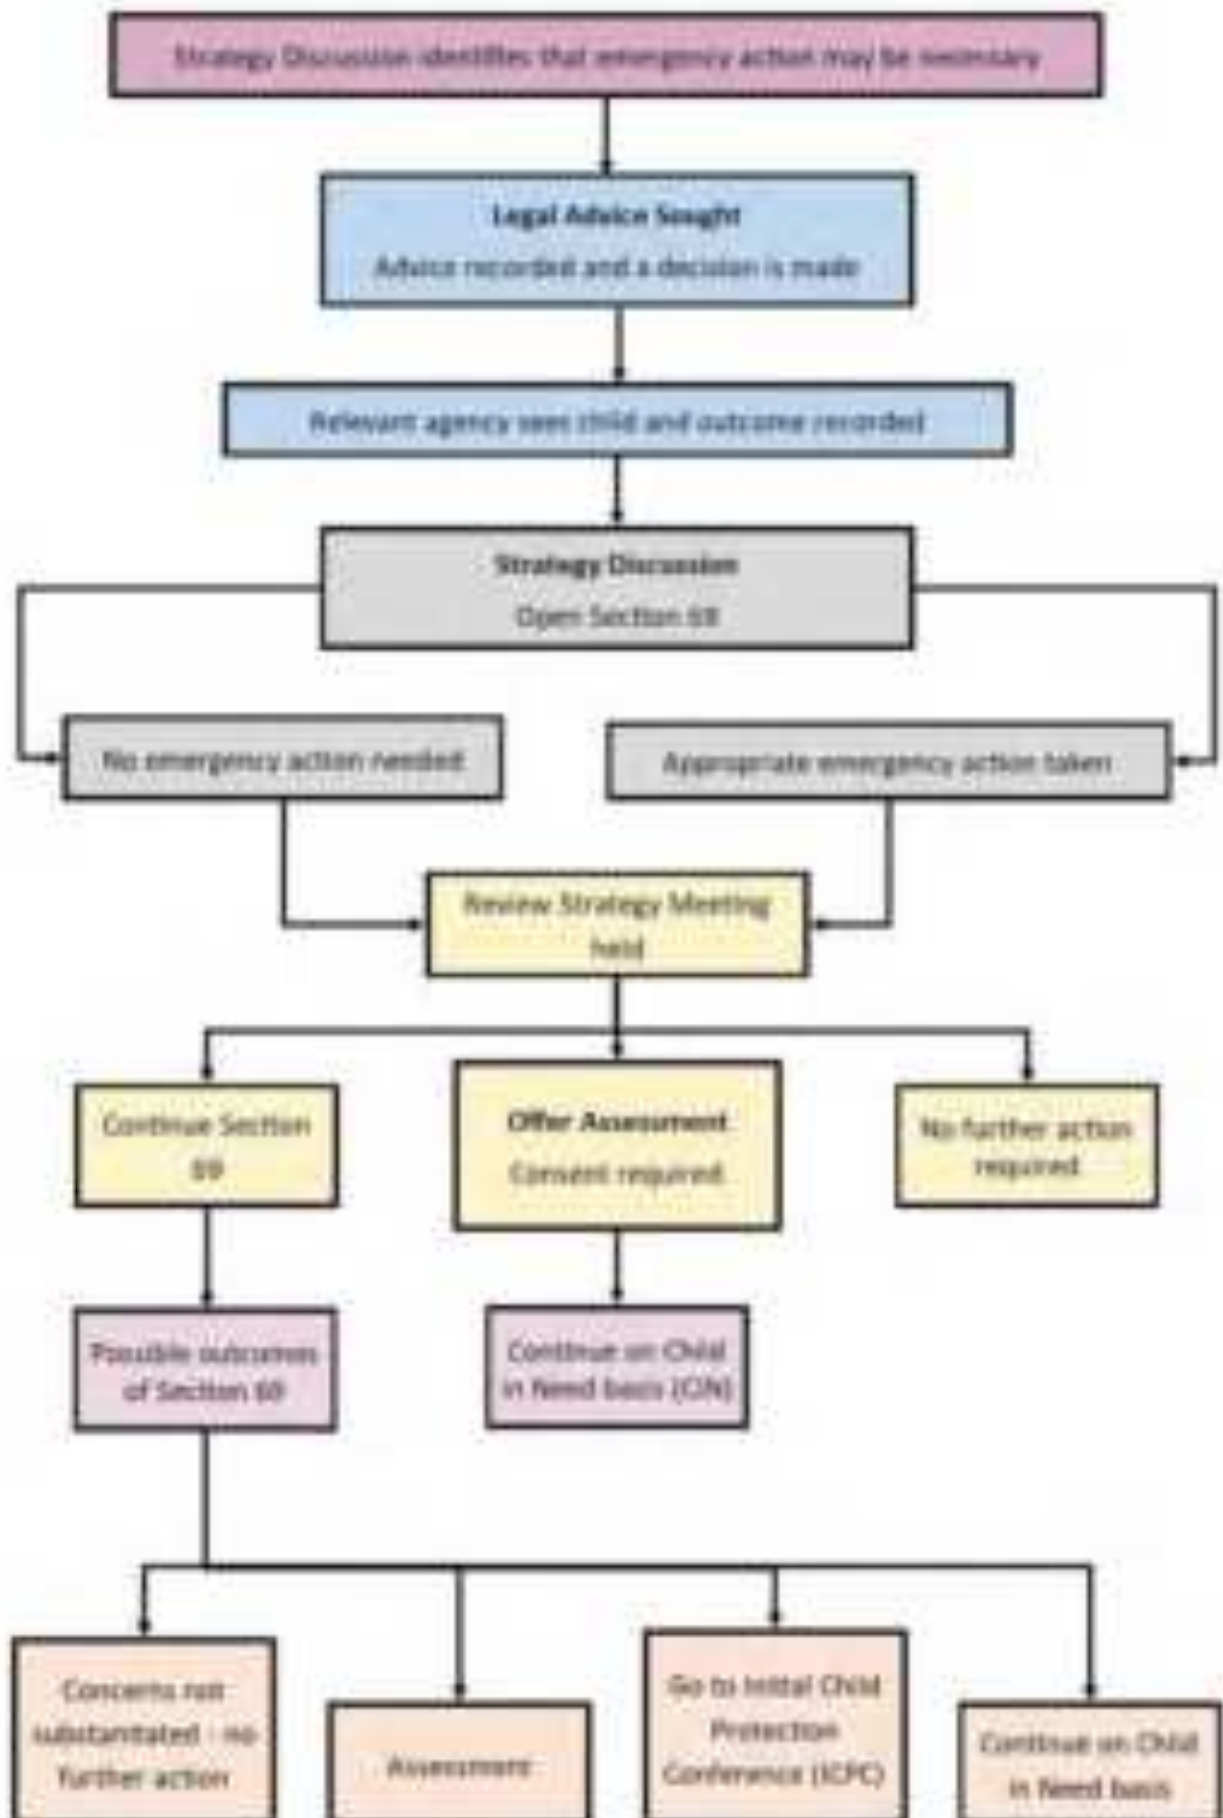 Strategy Discussion identifies that emergency action may be necessary
Legal Advice Sought
Advice recorded and a decision is made
Relevant agency sees child and outcome recorded
Strategy Discussion
Open Section
No emergency action needed
Appropriate emergency action taken
Review Strategy Meeting
held
Continue Section
Offer Assessment
Consent required
No further action
required
Possible outcomes
of Section
Continue on Child
in Need basis (CIN)
Concerns not
substantiated - no
further action
Assessment
Go to Initial Child
Protection
Conference (ICPC)
Continue on Child
in Need basis